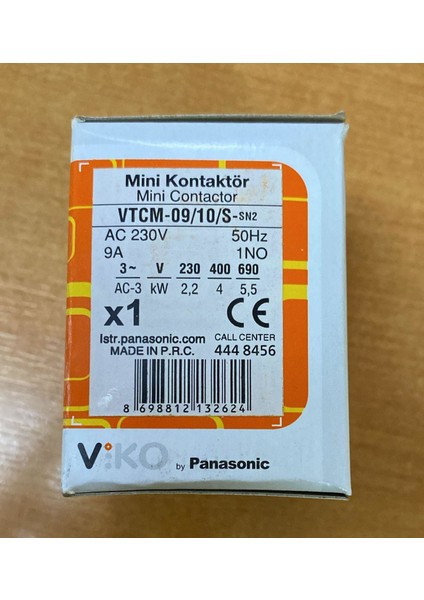 Mini Kontaktör
Mini Contactor
VTCM-09/10/S-SN2
AC 230V 50Hz
9A 1NO
3~ V 230 400 690
AC-3 kW 2,2 4 5,5
x1 CE
lstr.panasonic.com CALL CENTER
MADE IN P.R.C. 444 8456
8 698812 132624
ViKO by Panasonic